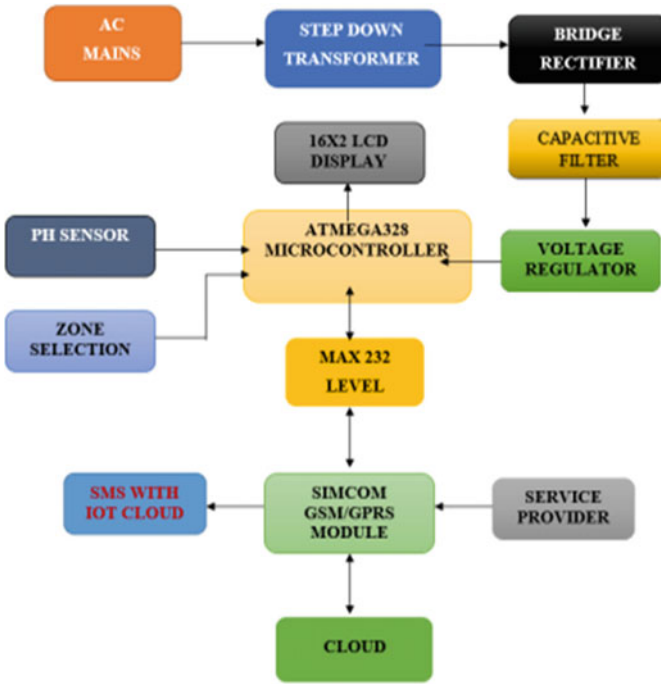 AC
MAINS
STEP DOWN
TRANSFORMER
BRIDGE
RECTIFIER
16X2 LCD
DISPLAY
CAPACITIVE
FILTER
PH SENSOR
ATMEGA328
MICROCONTROLLER
VOLTAGE
REGULATOR
ZONE
SELECTION
MAX 232
LEVEL
SMS WITH
IOT CLOUD
SIMCOM
GSM/GPRS
MODULE
SERVICE
PROVIDER
CLOUD